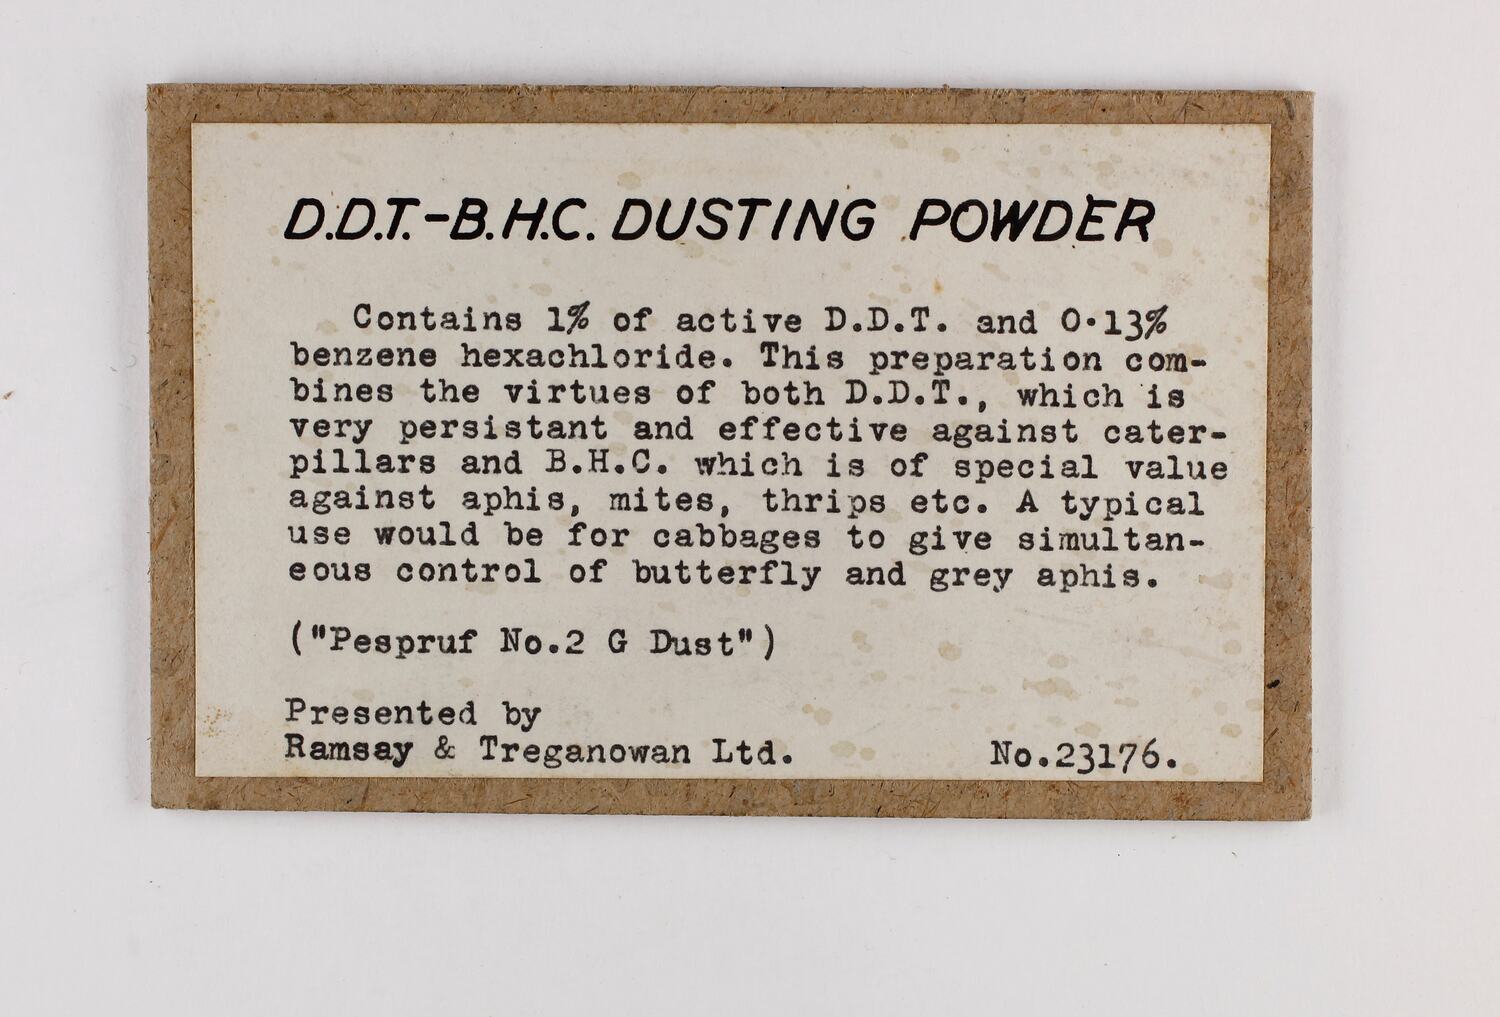 D.D.T.-B.H.C. DUSTING POWDER
Contains 1% of active D.D.T. and 0·13%
benzene hexachloride. This preparation com-
bines the virtues of both D.D.T., which is
very persistant and effective against cater-
pillars and B.H.C. which is of special value
against aphis, mites, thrips etc. A typical
use would be for cabbages to give simultan-
eous control of butterfly and grey aphis.
("Pespruf No.2 G Dust")
Presented by
Ramsay & Treganowan Ltd. No.23176.